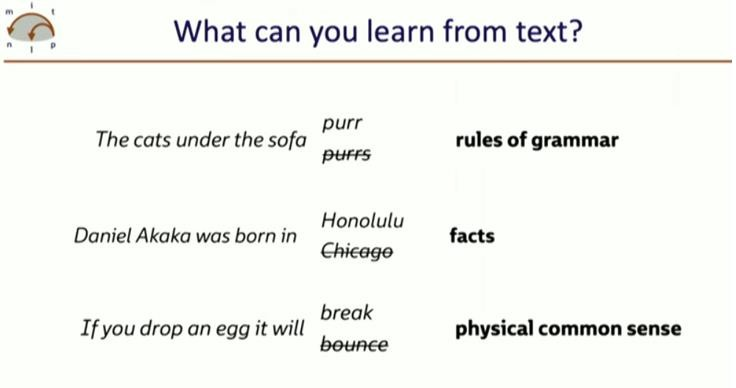 m i t
n l p
What can you learn from text?
purr
The cats under the sofa
rules of grammar
purrs
Honolulu
Daniel Akaka was born in
facts
Chicago
break
If you drop an egg it will
physical common sense
bounce